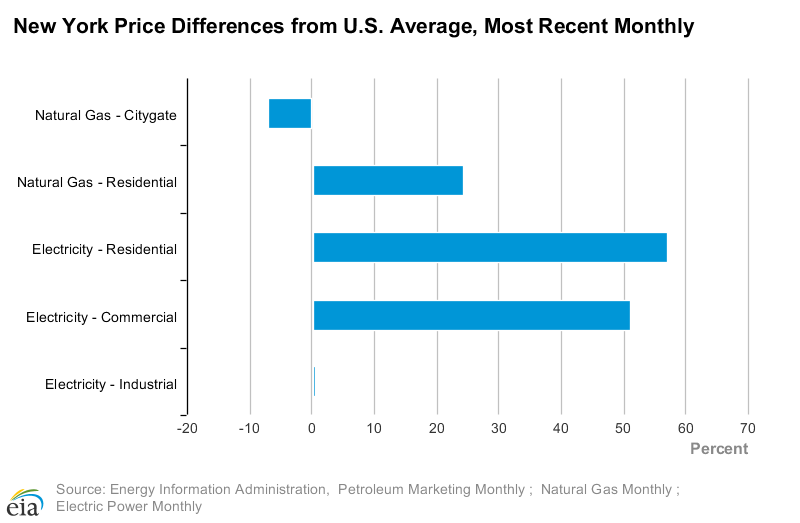 New York Price Differences from U.S. Average, Most Recent Monthly
Natural Gas - Citygate
Natural Gas - Residential
Electricity - Residential
Electricity - Commercial
Electricity - Industrial
-20 -10 0 10 20 30 40 50 60 70
Percent
eia
Source: Energy Information Administration, Petroleum Marketing Monthly ; Natural Gas Monthly ;
Electric Power Monthly